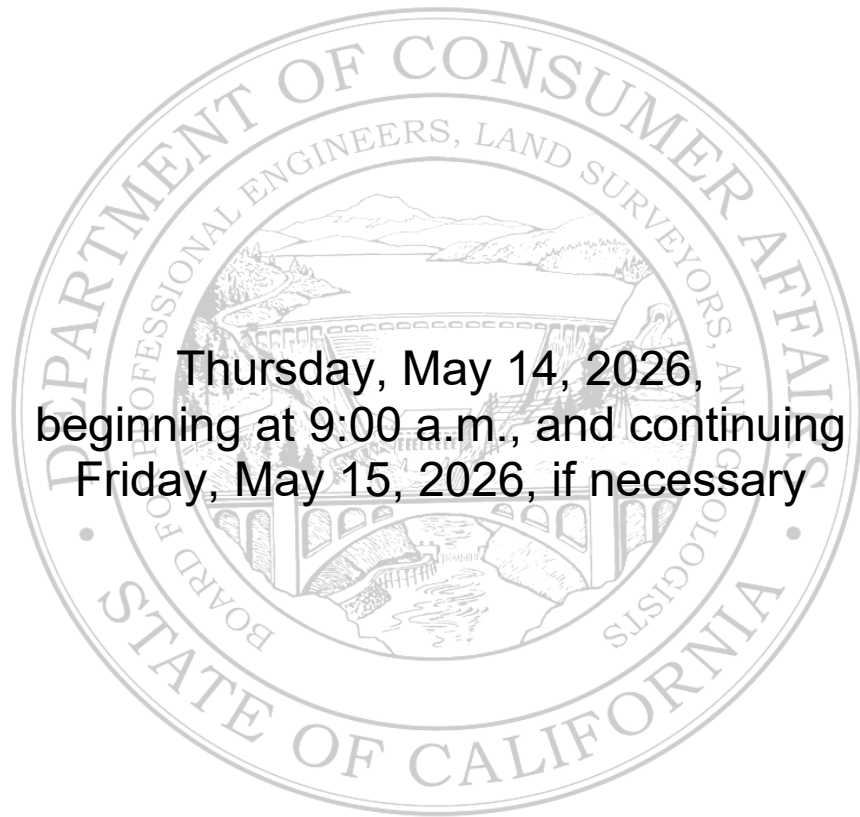 DEPARTMENT OF CONSUMER AFFAIRS
BOARD FOR PROFESSIONAL ENGINEERS, LAND SURVEYORS, AND GEOLOGISTS
Thursday, May 14, 2026,
beginning at 9:00 a.m., and continuing
Friday, May 15, 2026, if necessary
• STATE OF CALIFORNIA •